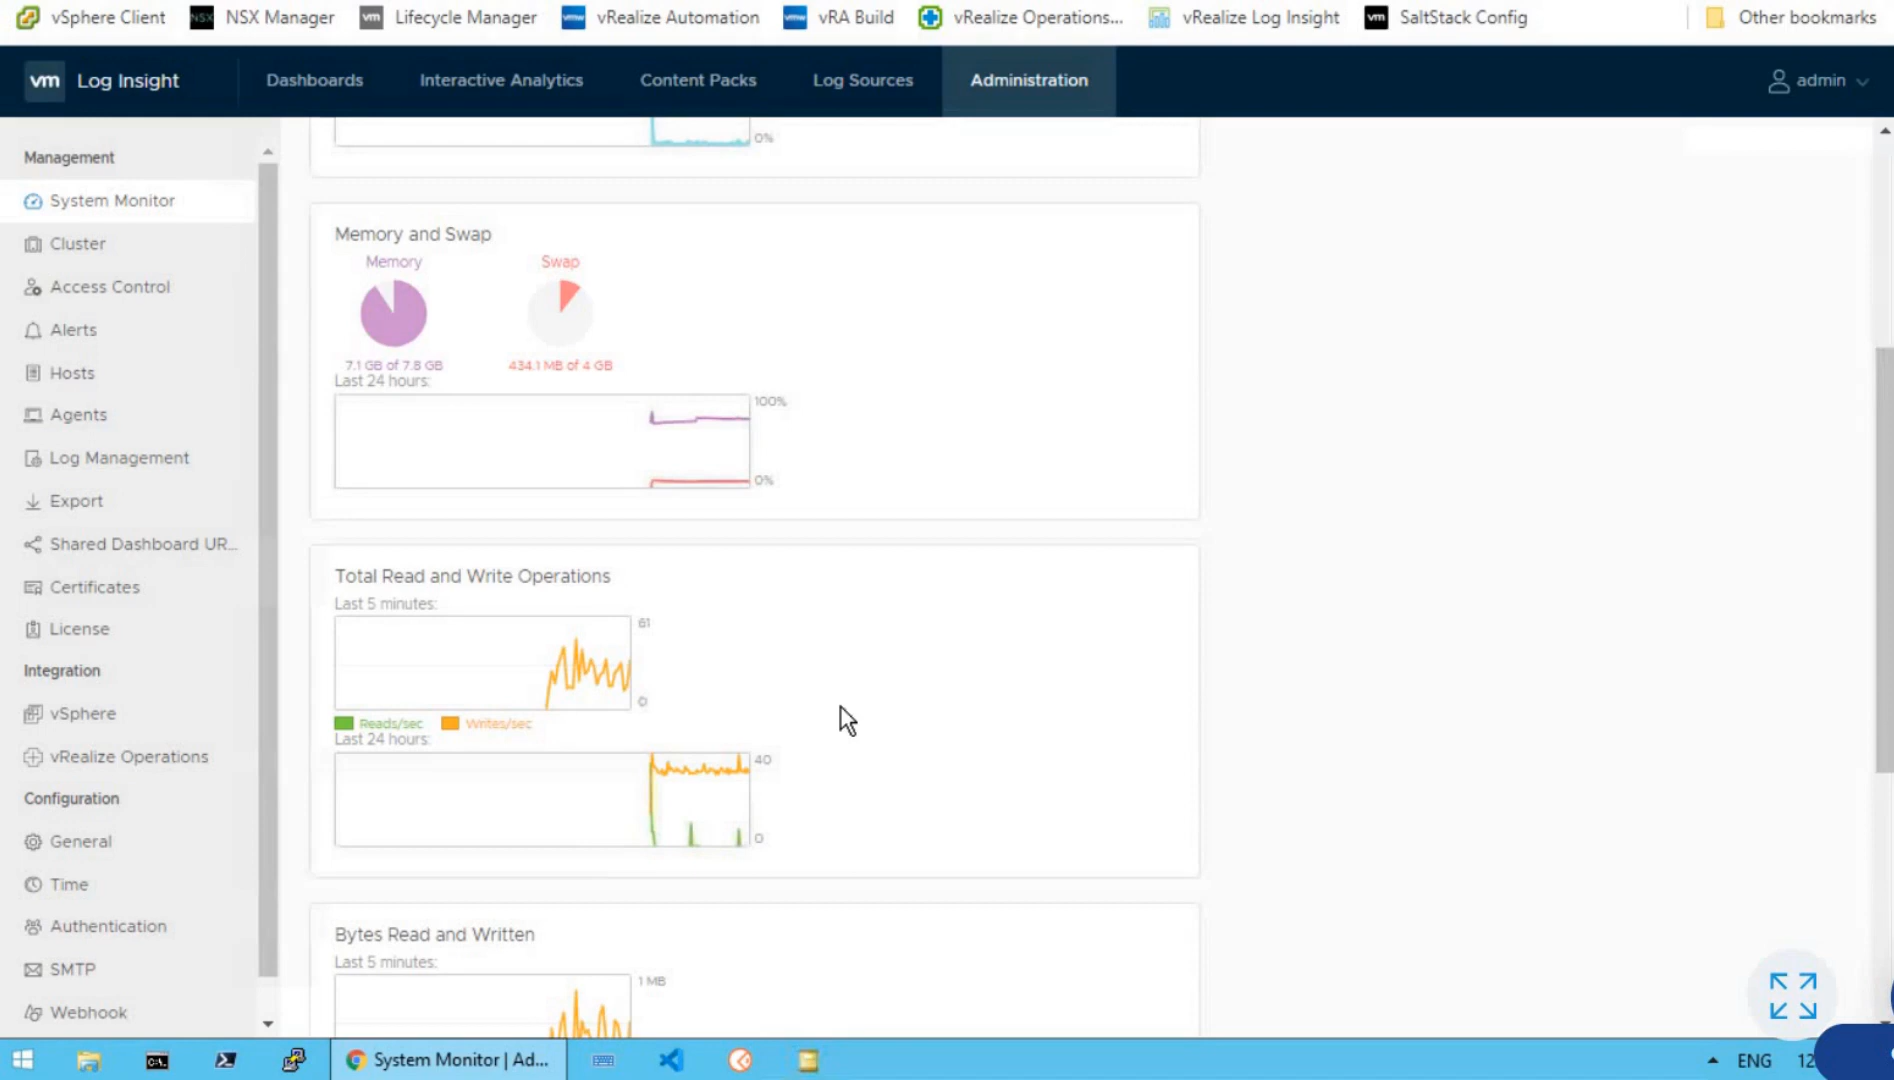 vSphere Client NSX Manager vm Lifecycle Manager vmw vRealize Automation vmw vRA Build vRealize Operations... vRealize Log Insight vm SaltStack Config Other bookmarks
vm Log Insight Dashboards Interactive Analytics Content Packs Log Sources Administration admin
0%
Management
System Monitor
Cluster
Access Control
Alerts
Hosts
Agents
Log Management
Export
Shared Dashboard UR...
Certificates
License
Integration
vSphere
vRealize Operations
Configuration
General
Time
Authentication
SMTP
Webhook
Memory and Swap
Memory Swap
7.1 GB of 7.8 GB 434.1 MB of 4 GB
Last 24 hours:
100%
0%
Total Read and Write Operations
Last 5 minutes:
61
0
Reads/sec Writes/sec
Last 24 hours:
40
0
Bytes Read and Written
Last 5 minutes:
1 MB
System Monitor | Ad... ENG 12